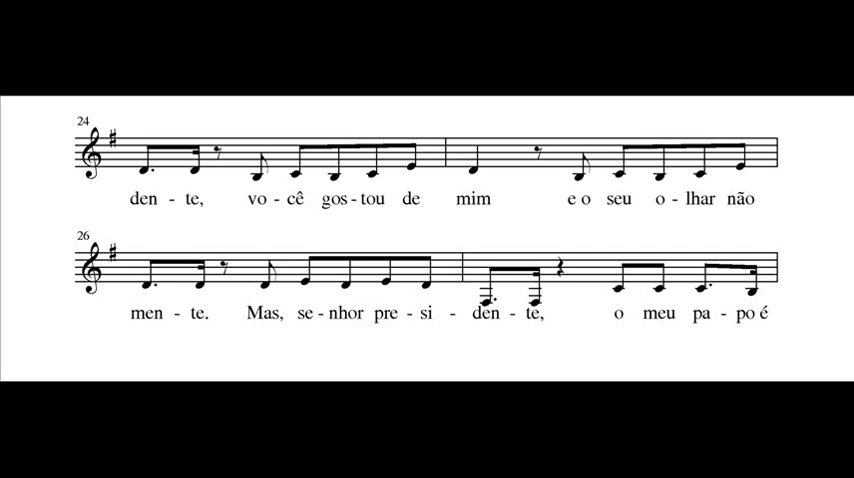 24
den - te, vo - cê gos - tou de mim e o seu o - lhar não
26
men - te. Mas, se - nhor pre - si - den - te, o meu pa - po é